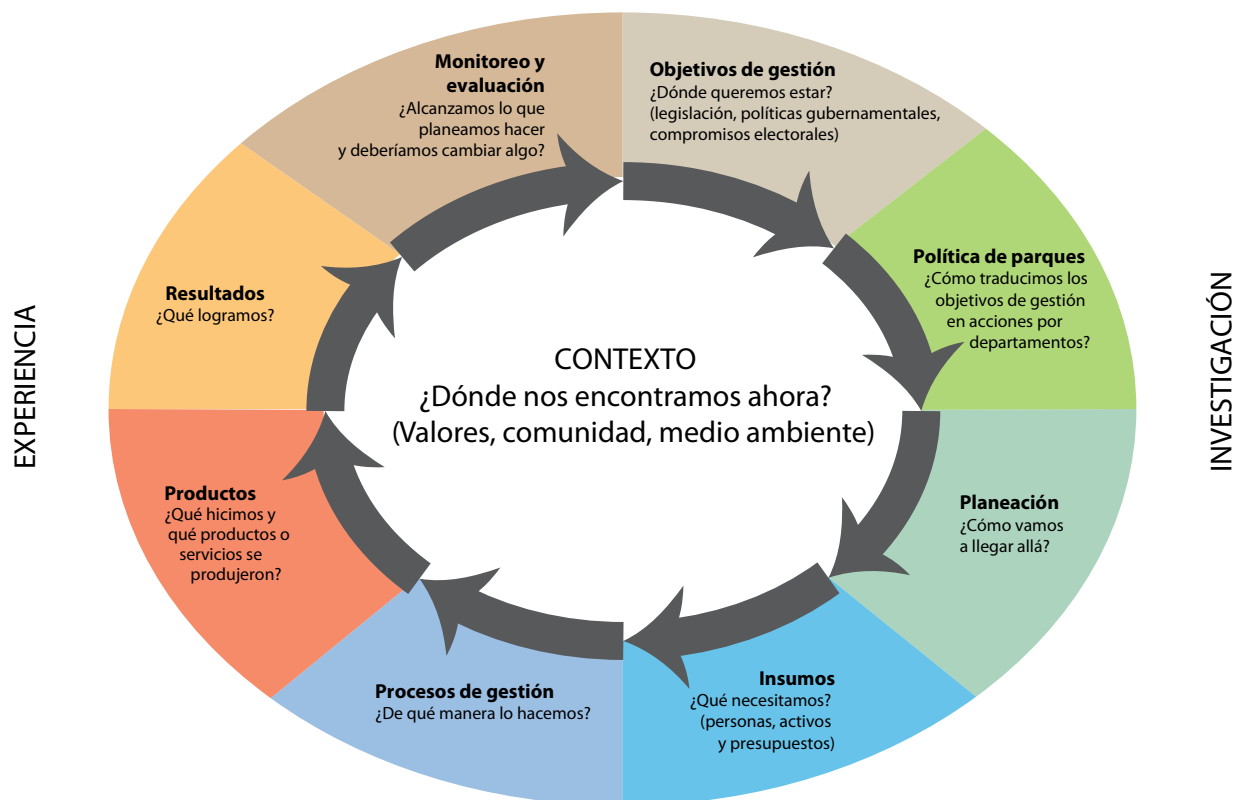 Monitoreo y
evaluación
¿Alcanzamos lo que
planeamos hacer
y deberíamos cambiar algo?
Objetivos de gestión
¿Dónde queremos estar?
(legislación, políticas gubernamentales,
compromisos electorales)
Política de parques
¿Cómo traducimos los
objetivos de gestión
en acciones por
departamentos?
Planeación
¿Cómo vamos
a llegar allá?
Insumos
¿Qué necesitamos?
(personas, activos
y presupuestos)
Procesos de gestión
¿De qué manera lo hacemos?
Productos
¿Qué hicimos y
qué productos o
servicios se
produjeron?
Resultados
¿Qué logramos?
CONTEXTO
¿Dónde nos encontramos ahora?
(Valores, comunidad, medio ambiente)
EXPERIENCIA
INVESTIGACIÓN